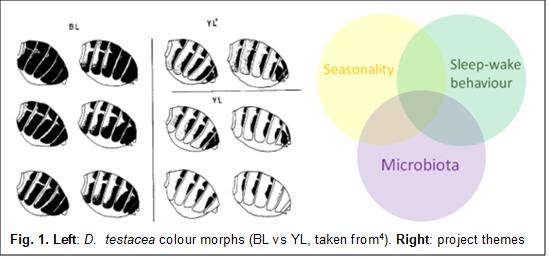 BL
YL'
YL
Seasonality
Sleep-wake
behaviour
Microbiota
Fig. 1. Left: D. testacea colour morphs (BL vs YL, taken from⁴). Right: project themes